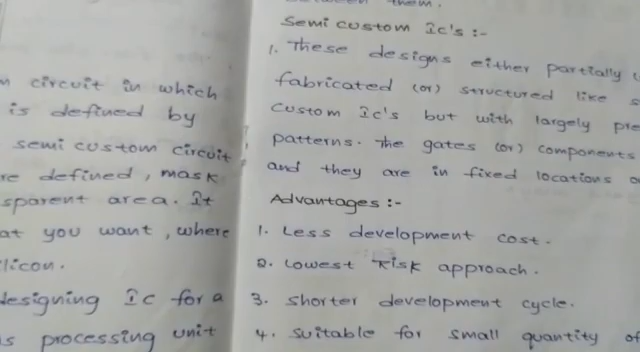 circuit in which
is defined by
semi custom circuit
defined, mask
area. It
at you want, where
designing Ic for a
processing unit
between them.
Semi custom Ic's :-
1. These designs either partially
fabricated (or) structured like
custom Ic's but with largely pre
patterns. The gates (or) components
and they are in fixed locations
Advantages :-
1. Less development cost.
2. Lowest Risk approach.
3. Shorter development cycle.
4. Suitable for small quantity of